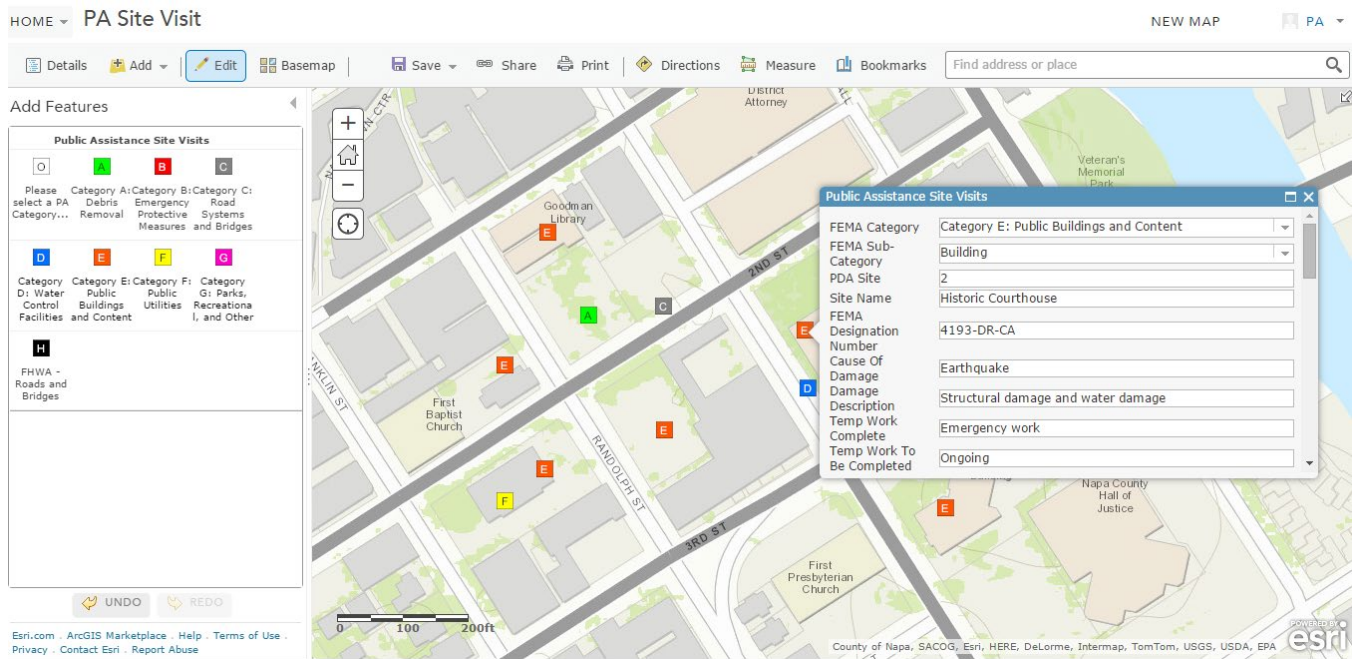 HOME PA Site Visit NEW MAP PA
Details Add Edit Basemap Save Share Print Directions Measure Bookmarks Find address or place
Add Features
Public Assistance Site Visits
O A B C
Please select a PA Category...
Category A: Debris Removal
Category B: Emergency Protective Measures
Category C: Road Systems and Bridges
D E F G
Category D: Water Control Facilities
Category E: Public Buildings and Content
Category F: Public Utilities
Category G: Parks, Recreational, and Other
H
FHWA - Roads and Bridges
UNDO REDO
Esri.com . ArcGIS Marketplace . Help . Terms of Use .
Privacy . Contact Esri . Report Abuse
District
Attorney
Veteran's
Memorial
Park
Goodman
Library
E
2ND ST
A
C
E
D
E
First
Baptist
Church
E
RANDOLPH ST
E
F
3RD ST
First
Presbyterian
Church
E
Napa County
Hall of
Justice
Public Assistance Site Visits
FEMA Category Category E: Public Buildings and Content
FEMA Sub-Category Building
PDA Site 2
Site Name Historic Courthouse
FEMA Designation Number 4193-DR-CA
Cause Of Damage Earthquake
Damage Description Structural damage and water damage
Temp Work Complete Emergency work
Temp Work To Be Completed Ongoing
0 100 200ft
County of Napa, SACOG, Esri, HERE, DeLorme, Intermap, TomTom, USGS, USDA, EPA
POWERED BY
esri